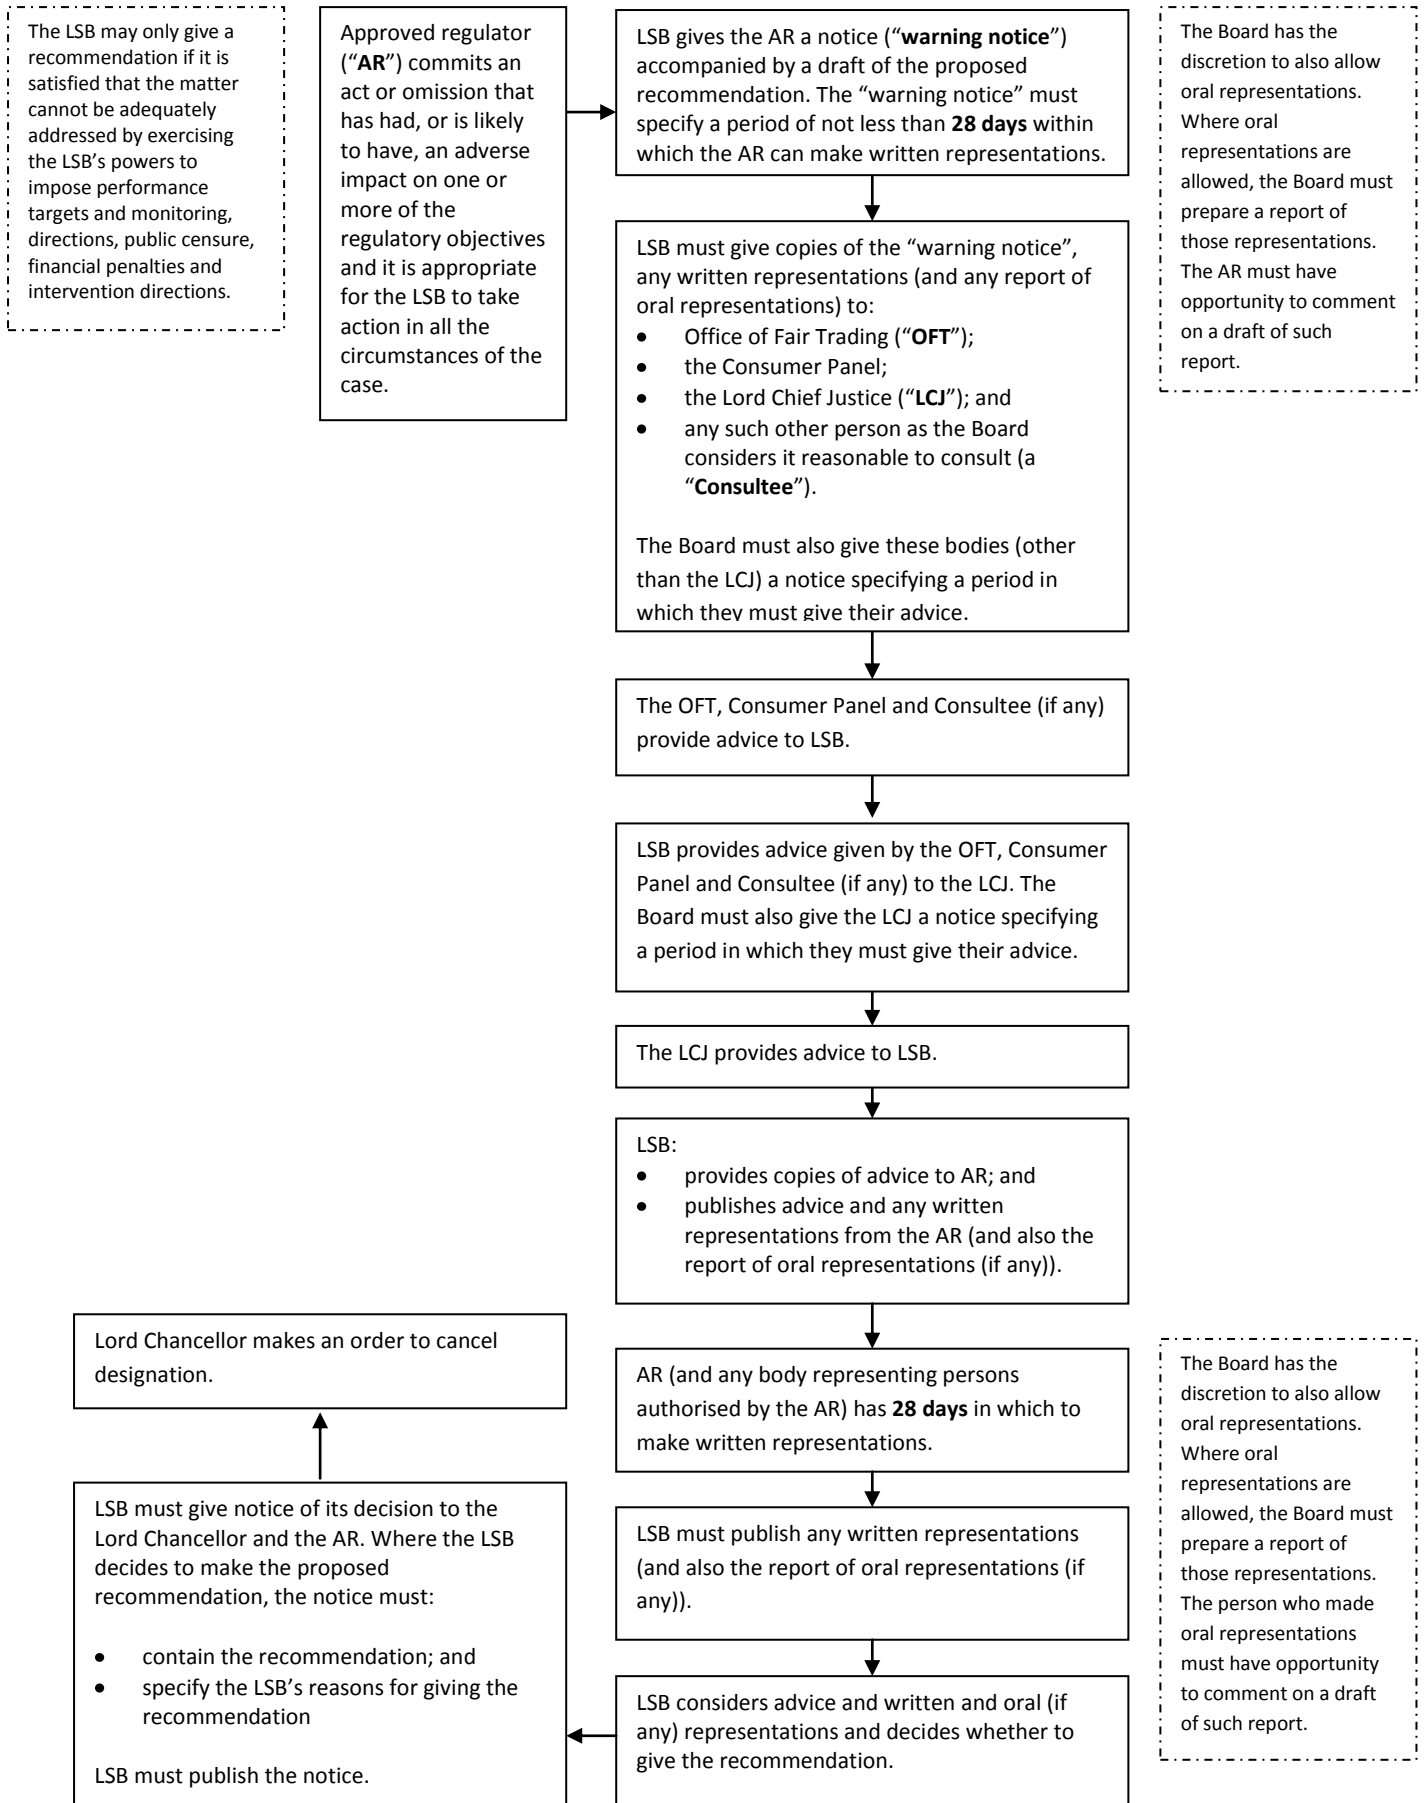 The LSB may only give a
recommendation if it is
satisfied that the matter
cannot be adequately
addressed by exercising
the LSB's powers to
impose performance
targets and monitoring,
directions, public censure,
financial penalties and
intervention directions.
Approved regulator
(“AR”) commits an
act or omission that
has had, or is likely
to have, an adverse
impact on one or
more of the
regulatory objectives
and it is appropriate
for the LSB to take
action in all the
circumstances of the
case.
LSB gives the AR a notice (“warning notice”)
accompanied by a draft of the proposed
recommendation. The “warning notice” must
specify a period of not less than 28 days within
which the AR can make written representations.
The Board has the
discretion to also allow
oral representations.
Where oral
representations are
allowed, the Board must
prepare a report of
those representations.
The AR must have
opportunity to comment
on a draft of such
report.
LSB must give copies of the “warning notice”,
any written representations (and any report of
oral representations) to:
• Office of Fair Trading (“OFT”);
• the Consumer Panel;
• the Lord Chief Justice (“LCJ”); and
• any such other person as the Board
considers it reasonable to consult (a
“Consultee”).
The Board must also give these bodies (other
than the LCJ) a notice specifying a period in
which they must give their advice.
The OFT, Consumer Panel and Consultee (if any)
provide advice to LSB.
LSB provides advice given by the OFT, Consumer
Panel and Consultee (if any) to the LCJ. The
Board must also give the LCJ a notice specifying
a period in which they must give their advice.
The LCJ provides advice to LSB.
LSB:
• provides copies of advice to AR; and
• publishes advice and any written
representations from the AR (and also the
report of oral representations (if any)).
AR (and any body representing persons
authorised by the AR) has 28 days in which to
make written representations.
The Board has the
discretion to also allow
oral representations.
Where oral
representations are
allowed, the Board must
prepare a report of
those representations.
The person who made
oral representations
must have opportunity
to comment on a draft
of such report.
LSB must publish any written representations
(and also the report of oral representations (if
any)).
LSB considers advice and written and oral (if
any) representations and decides whether to
give the recommendation.
LSB must give notice of its decision to the
Lord Chancellor and the AR. Where the LSB
decides to make the proposed
recommendation, the notice must:
• contain the recommendation; and
• specify the LSB's reasons for giving the
recommendation
LSB must publish the notice.
Lord Chancellor makes an order to cancel
designation.